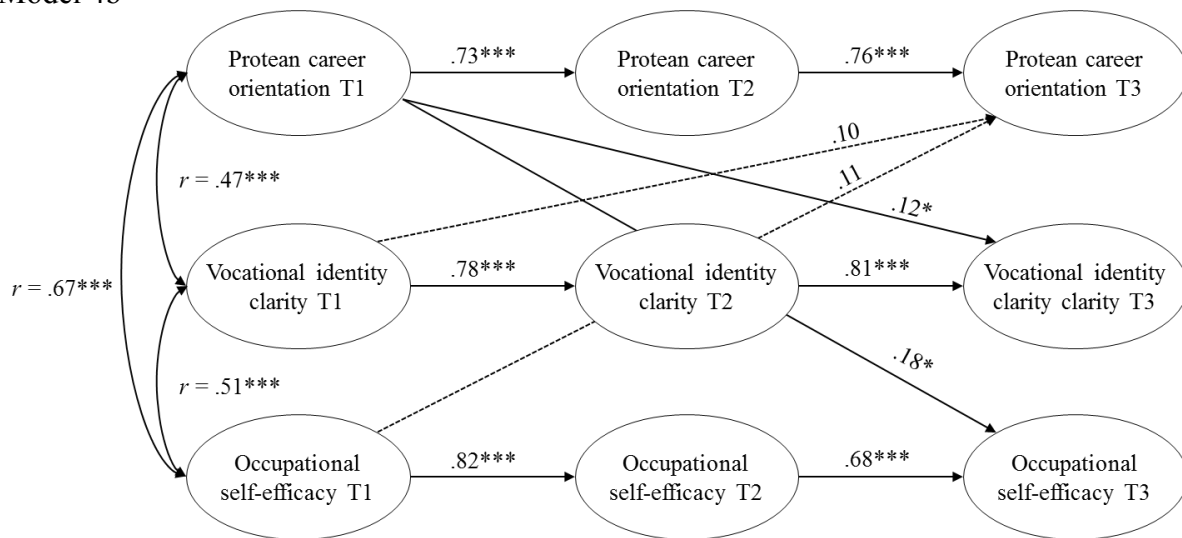 Protean career
orientation T1
.73***
Protean career
orientation T2
.76***
Protean career
orientation T3
.10
.11
r = .47***
.12*
r = .67***
Vocational identity
clarity T1
.78***
Vocational identity
clarity T2
.81***
Vocational identity
clarity clarity T3
r = .51***
.18*
Occupational
self-efficacy T1
.82***
Occupational
self-efficacy T2
.68***
Occupational
self-efficacy T3